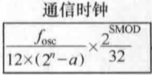 通信时钟
f_osc / (12×(2^n−a)) × 2^SMOD / 32